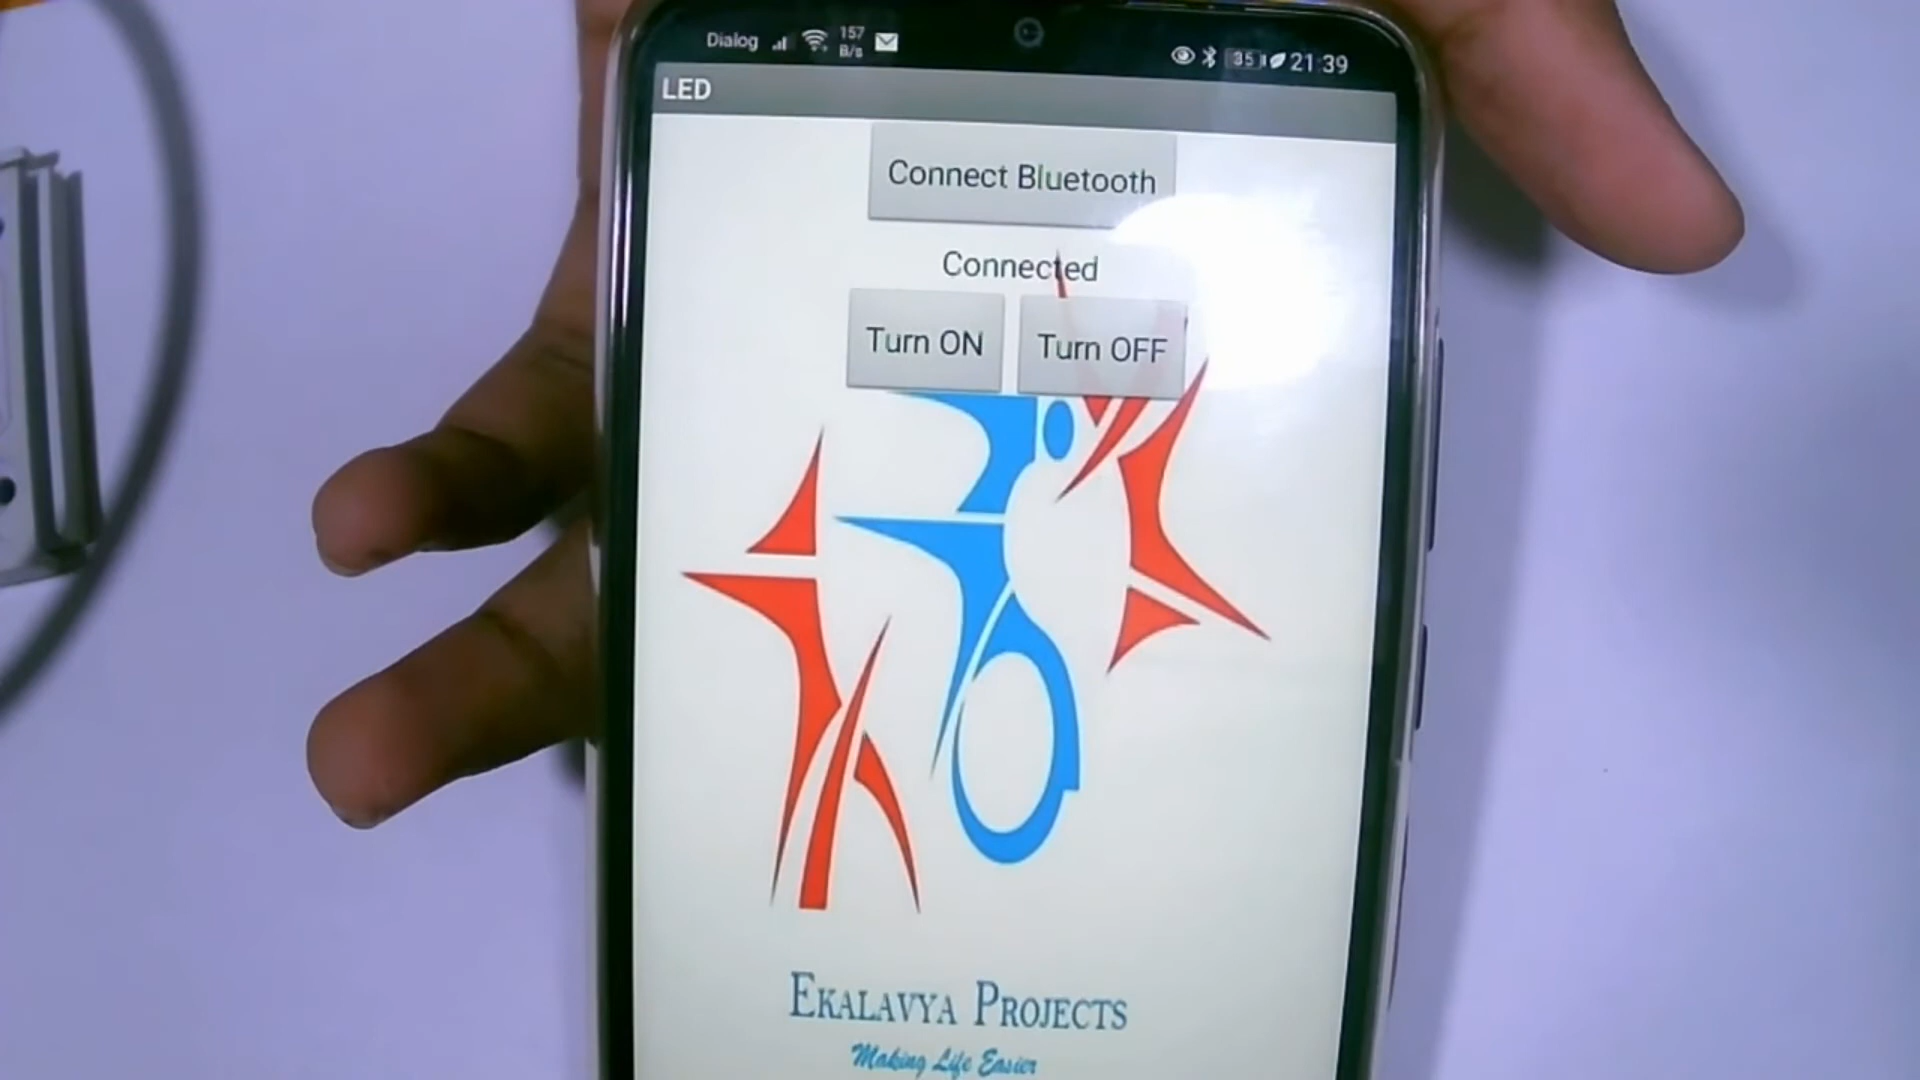 Dialog 157 B/s 35 21:39
LED
Connect Bluetooth
Connected
Turn ON Turn OFF
EKALAVYA PROJECTS
Making Life Easier